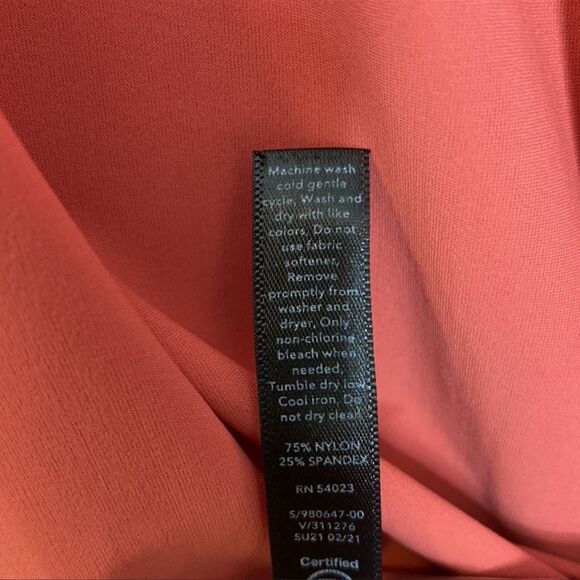 Machine wash
cold gentle
cycle. Wash and
dry with like
colors. Do not
use fabric
softener.
Remove
promptly from
washer and
dryer. Only
non-chlorine
bleach when
needed.
Tumble dry low.
Cool iron. Do
not dry clean.
75% NYLON
25% SPANDEX
RN 54023
S/980647-00
V/311276
SU21 02/21
Certified